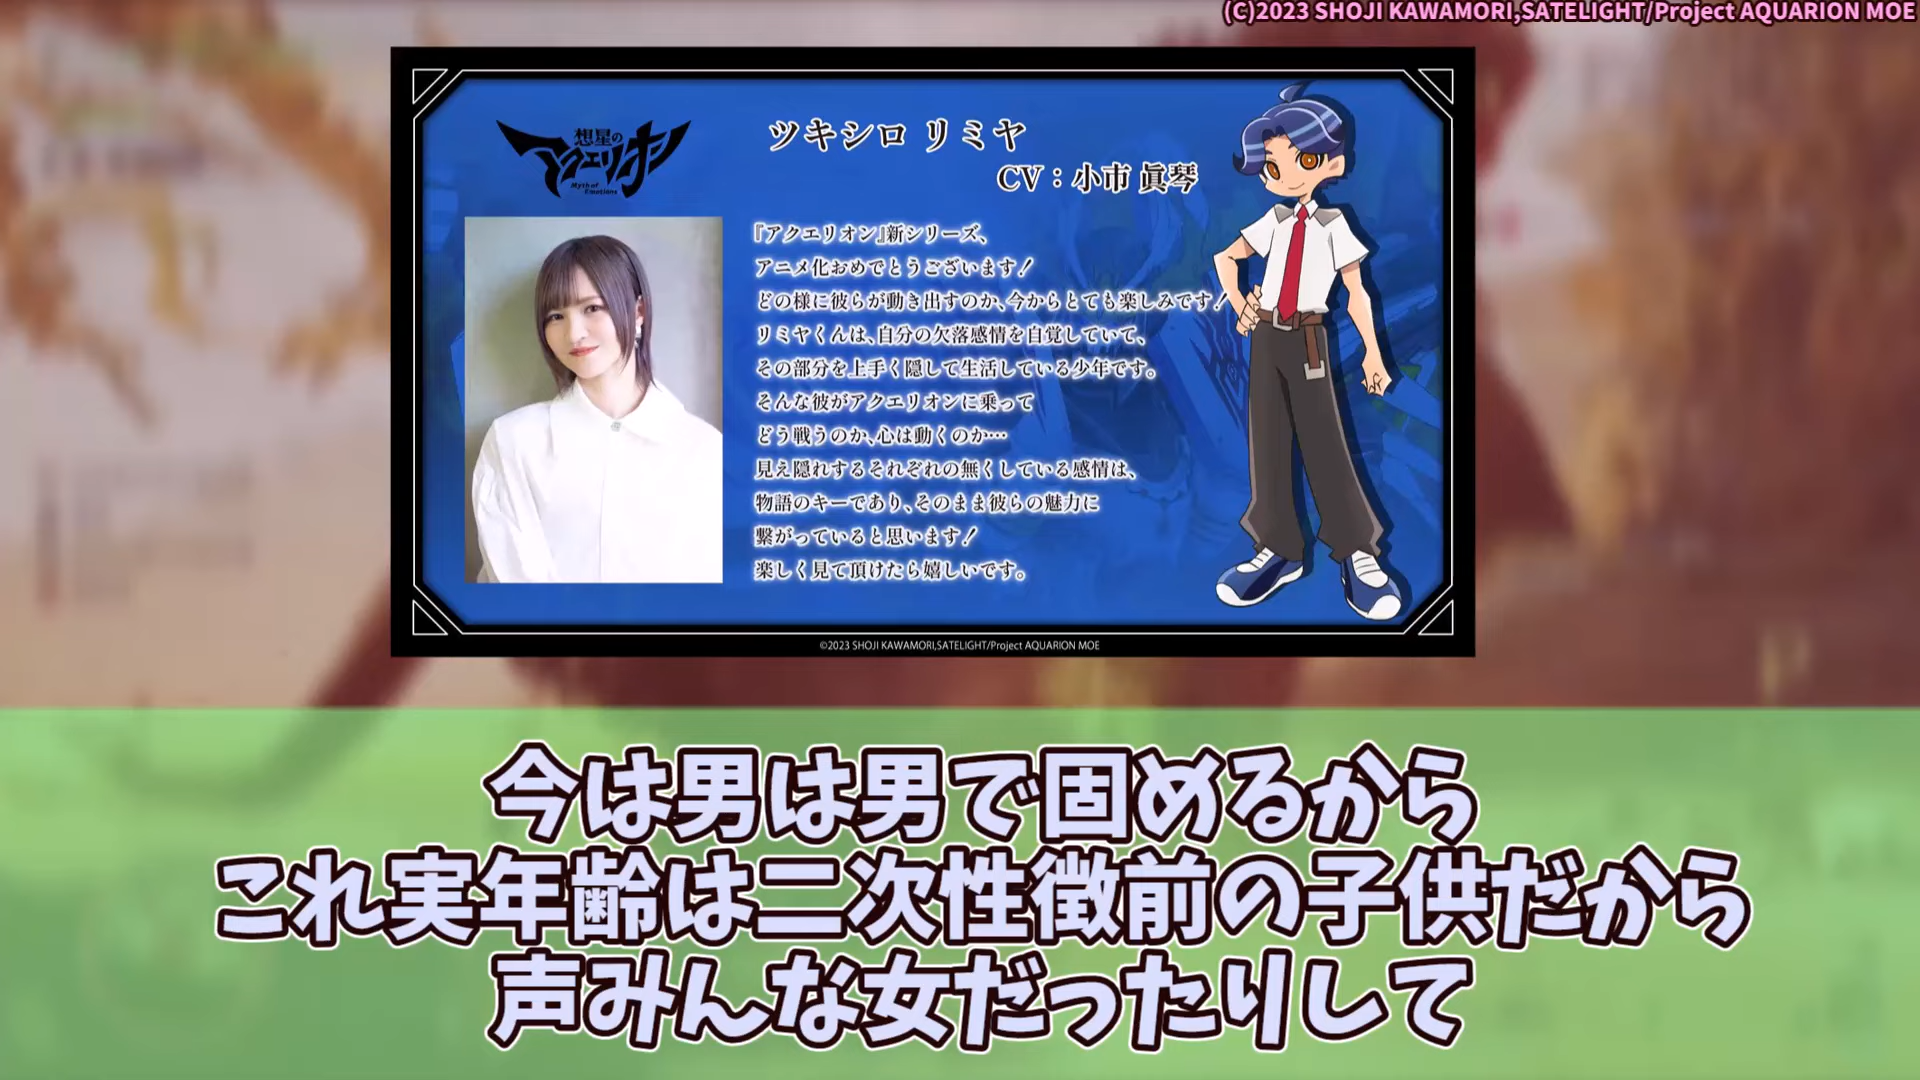 (C)2023 SHOJI KAWAMORI,SATELIGHT/Project AQUARION MOE
想星の
アクエリオン
Myth of
Emotions
ツキシロ リミヤ
CV：小市 眞琴
『アクエリオン』新シリーズ、
アニメ化おめでとうございます！
どの様に彼らが動き出すのか、今からとても楽しみです！
リミヤくんは、自分の欠落感情を自覚していて、
その部分を上手く隠して生活している少年です。
そんな彼がアクエリオンに乗って
どう戦うのか、心は動くのか…
見え隠れするそれぞれの無くしている感情は、
物語のキーであり、そのまま彼らの魅力に
繋がっていると思います！
楽しく見て頂けたら嬉しいです。
©2023 SHOJI KAWAMORI,SATELIGHT/Project AQUARION MOE
今は男は男で固めるから
これ実年齢は二次性徴前の子供だから
声みんな女だったりして